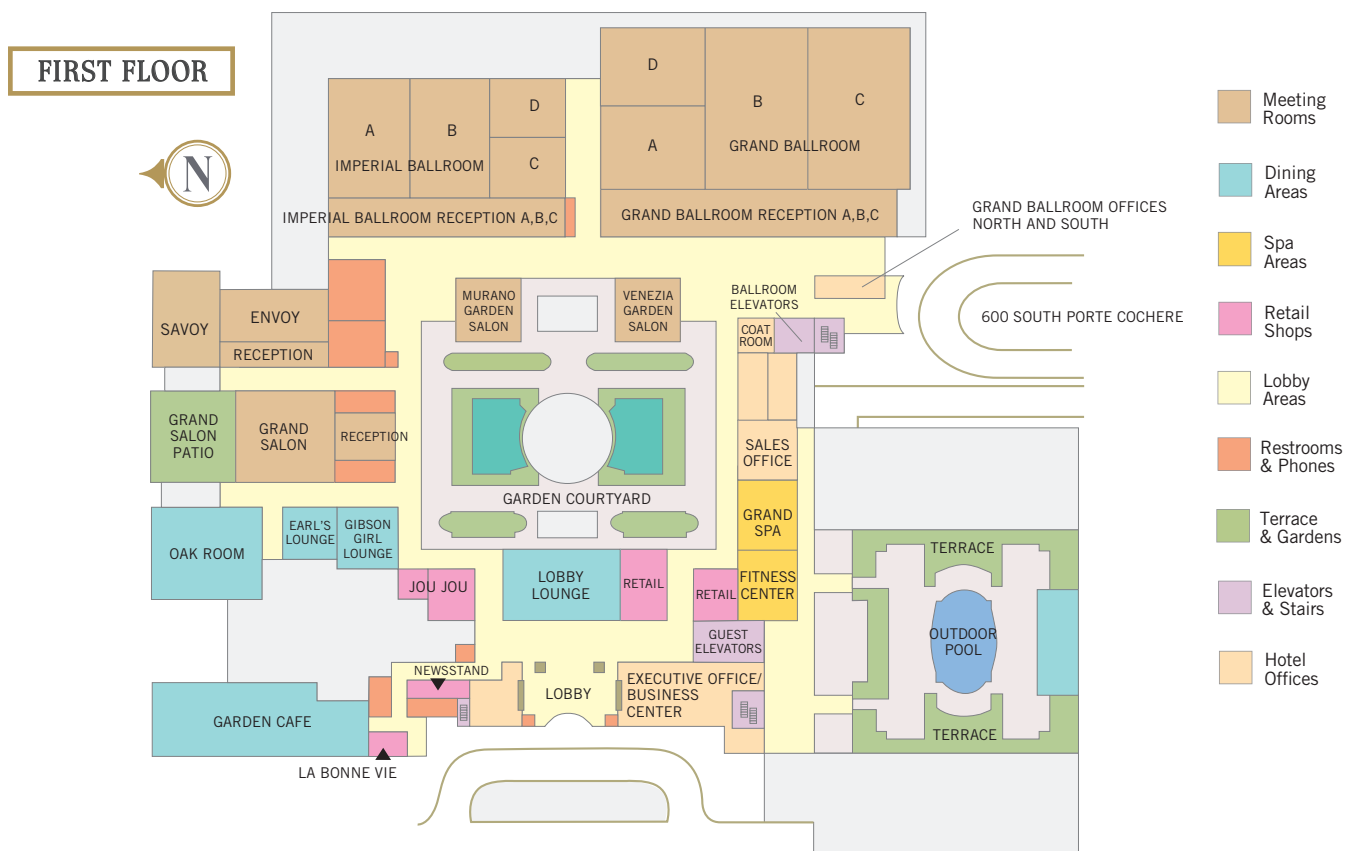 FIRST FLOOR
N
A
B
D
C
IMPERIAL BALLROOM
IMPERIAL BALLROOM RECEPTION A,B,C
D
A
B
C
GRAND BALLROOM
GRAND BALLROOM RECEPTION A,B,C
GRAND BALLROOM OFFICES
NORTH AND SOUTH
BALLROOM
ELEVATORS
600 SOUTH PORTE COCHERE
COAT
ROOM
MURANO
GARDEN
SALON
VENEZIA
GARDEN
SALON
SAVOY
ENVOY
RECEPTION
GRAND
SALON
PATIO
GRAND
SALON
RECEPTION
GARDEN COURTYARD
SALES
OFFICE
GRAND
SPA
FITNESS
CENTER
OAK ROOM
EARL'S
LOUNGE
GIBSON
GIRL
LOUNGE
JOU JOU
LOBBY
LOUNGE
RETAIL
RETAIL
GUEST
ELEVATORS
TERRACE
OUTDOOR
POOL
TERRACE
NEWSSTAND
LOBBY
EXECUTIVE OFFICE/
BUSINESS
CENTER
GARDEN CAFE
LA BONNE VIE
Meeting
Rooms
Dining
Areas
Spa
Areas
Retail
Shops
Lobby
Areas
Restrooms
& Phones
Terrace
& Gardens
Elevators
& Stairs
Hotel
Offices